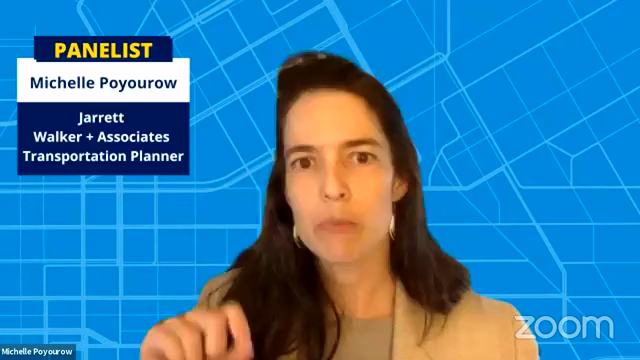 PANELIST
Michelle Poyourow
Jarrett
Walker + Associates
Transportation Planner
Michelle Poyourow
zoom